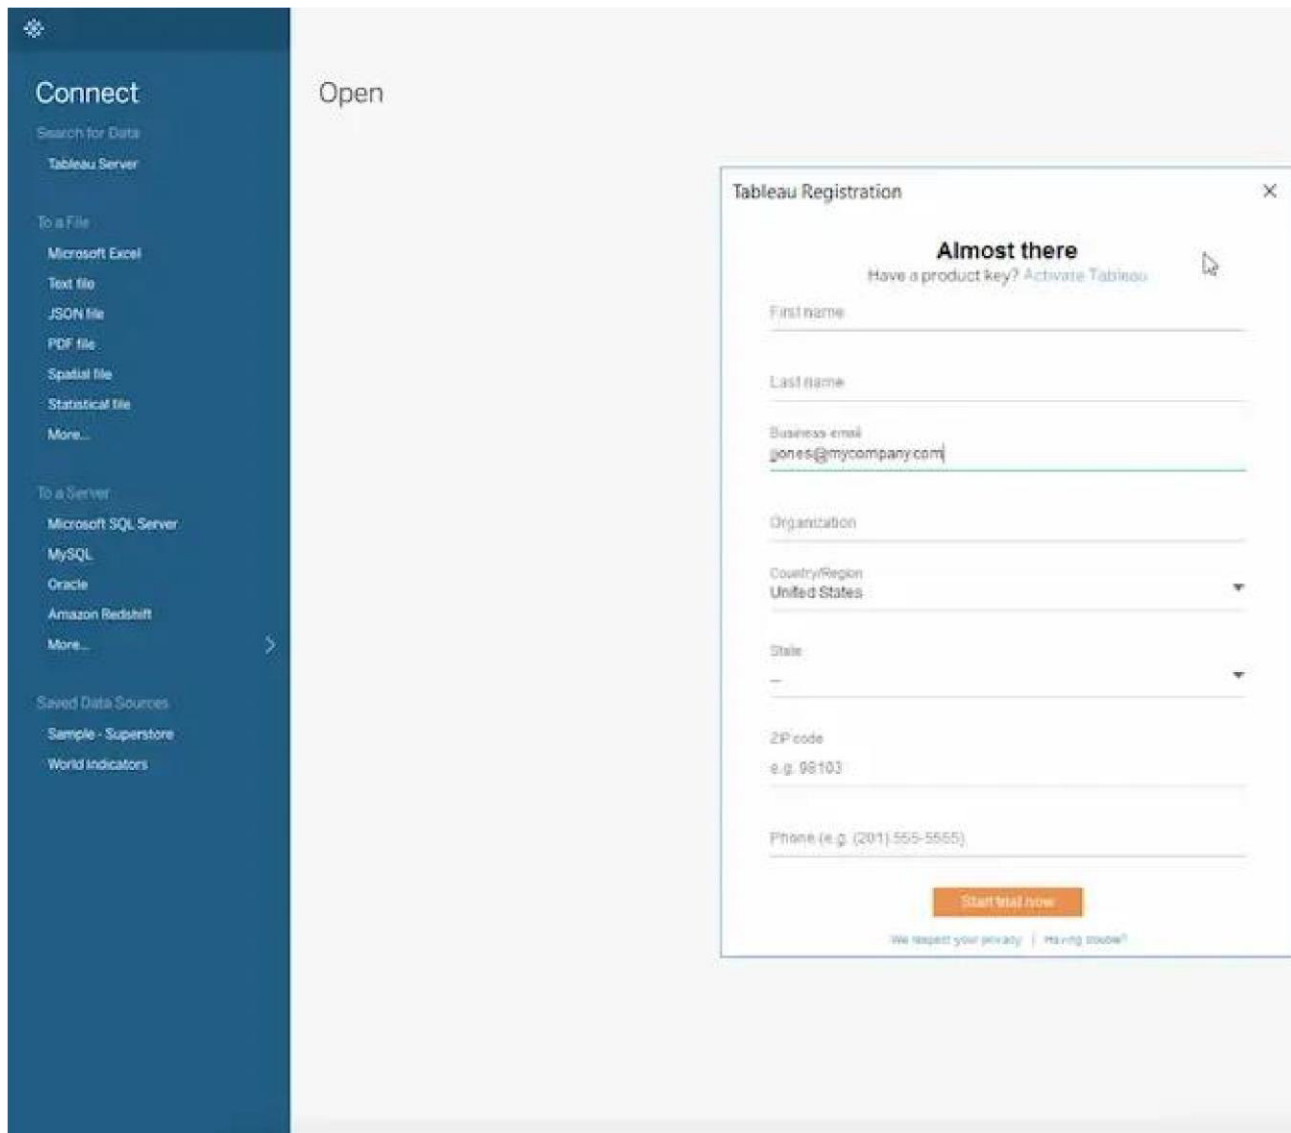 Connect
Open
Search for Data
Tableau Server
To a File
Microsoft Excel
Text file
JSON file
PDF file
Spatial file
Statistical file
More...
To a Server
Microsoft SQL Server
MySQL
Oracle
Amazon Redshift
More...
Saved Data Sources
Sample - Superstore
World Indicators
Tableau Registration
Almost there
Have a product key? Activate Tableau
First name
Last name
Business email
jjones@mycompany.com
Organization
Country/Region
United States
State
--
ZIP code
e.g. 98103
Phone (e.g. (201) 555-5555)
Start trial now
We respect your privacy | Having trouble?